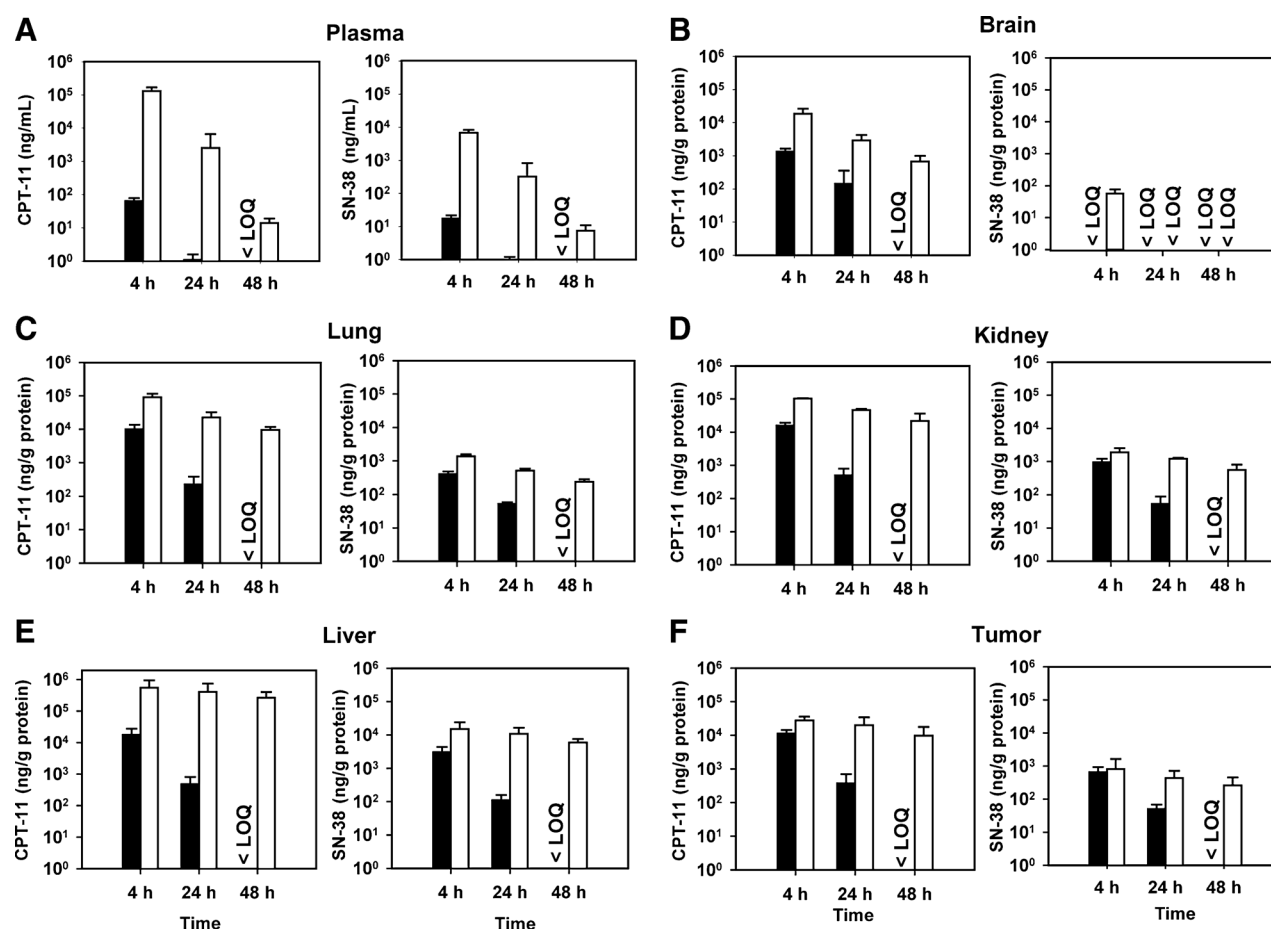 A
Plasma
CPT-11 (ng/mL)
10⁶
10⁵
10⁴
10³
10²
10¹
10⁰
< LOQ
4 h 24 h 48 h
SN-38 (ng/mL)
10⁶
10⁵
10⁴
10³
10²
10¹
10⁰
< LOQ
4 h 24 h 48 h
B
Brain
CPT-11 (ng/g protein)
10⁶
10⁵
10⁴
10³
10²
10¹
10⁰
< LOQ
4 h 24 h 48 h
SN-38 (ng/g protein)
10⁶
10⁵
10⁴
10³
10²
10¹
10⁰
< LOQ
< LOQ
< LOQ
< LOQ
< LOQ
4 h 24 h 48 h
C
Lung
CPT-11 (ng/g protein)
10⁶
10⁵
10⁴
10³
10²
10¹
10⁰
< LOQ
4 h 24 h 48 h
SN-38 (ng/g protein)
10⁶
10⁵
10⁴
10³
10²
10¹
10⁰
< LOQ
4 h 24 h 48 h
D
Kidney
CPT-11 (ng/g protein)
10⁶
10⁵
10⁴
10³
10²
10¹
10⁰
< LOQ
4 h 24 h 48 h
SN-38 (ng/g protein)
10⁶
10⁵
10⁴
10³
10²
10¹
10⁰
< LOQ
4 h 24 h 48 h
E
Liver
CPT-11 (ng/g protein)
10⁶
10⁵
10⁴
10³
10²
10¹
10⁰
< LOQ
4 h 24 h 48 h
Time
SN-38 (ng/g protein)
10⁶
10⁵
10⁴
10³
10²
10¹
10⁰
< LOQ
4 h 24 h 48 h
Time
F
Tumor
CPT-11 (ng/g protein)
10⁶
10⁵
10⁴
10³
10²
10¹
10⁰
< LOQ
4 h 24 h 48 h
Time
SN-38 (ng/g protein)
10⁶
10⁵
10⁴
10³
10²
10¹
10⁰
< LOQ
4 h 24 h 48 h
Time